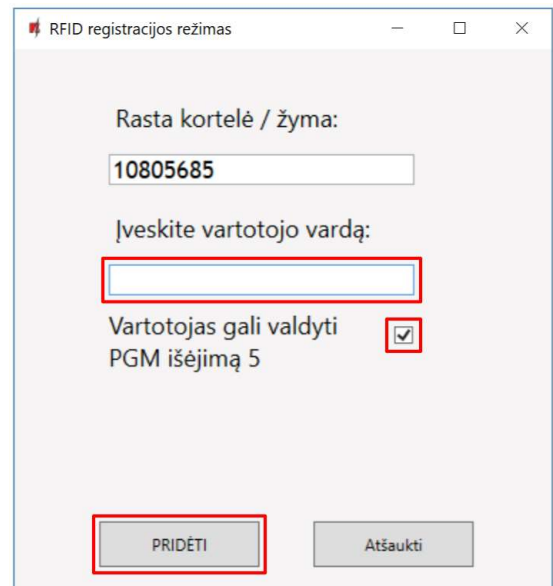 RFID registracijos režimas
Rasta kortelė / žyma:
10805685
Įveskite vartotojo vardą:
Vartotojas gali valdyti
PGM išėjimą 5
PRIDĖTI
Atšaukti